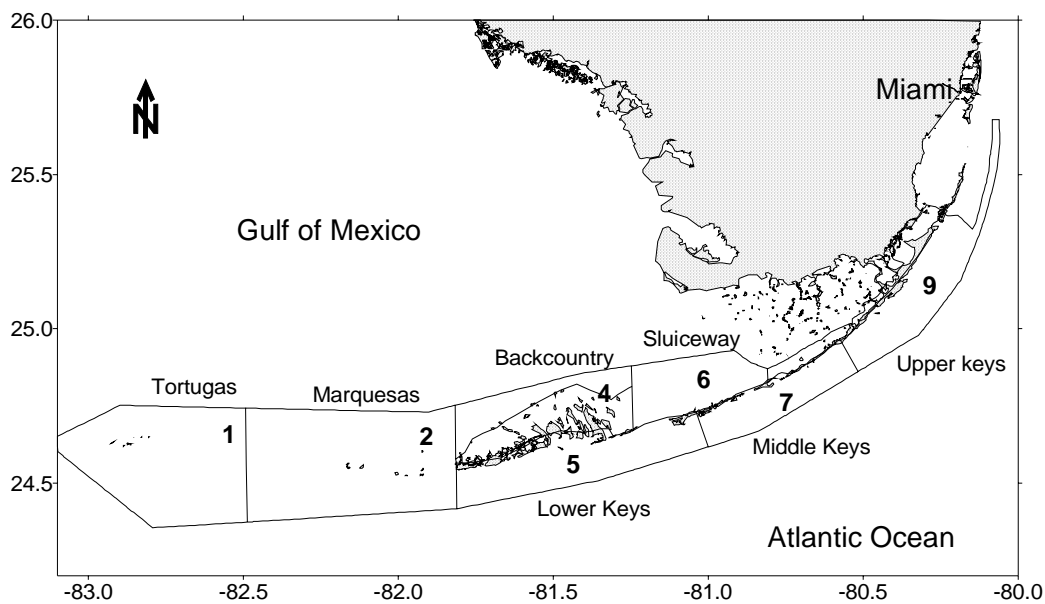 26.0
Miami
N
25.5
Gulf of Mexico
9
25.0
Sluiceway
Backcountry
Upper keys
6
Tortugas
4
Marquesas
7
1
2
Middle Keys
5
24.5
Lower Keys
Atlantic Ocean
-83.0 -82.5 -82.0 -81.5 -81.0 -80.5 -80.0